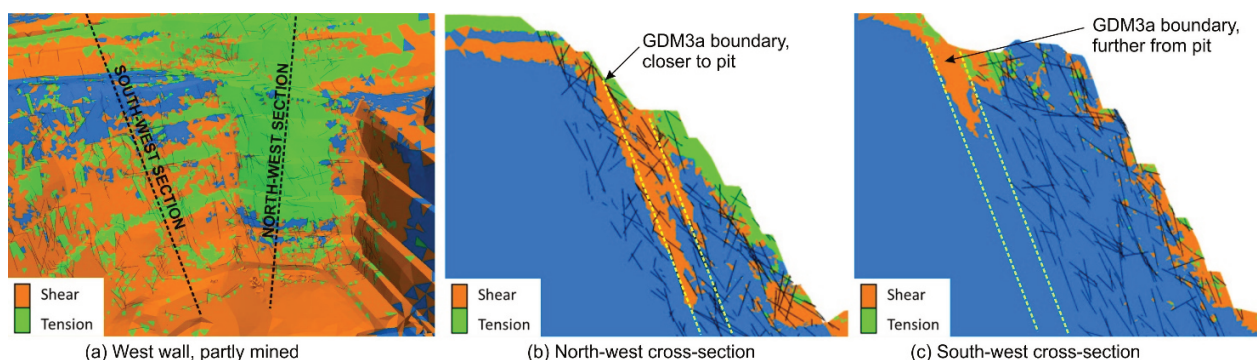 SOUTH-WEST SECTION
NORTH-WEST SECTION
Shear
Tension
(a) West wall, partly mined
GDM3a boundary,
closer to pit
Shear
Tension
(b) North-west cross-section
GDM3a boundary,
further from pit
Shear
Tension
(c) South-west cross-section